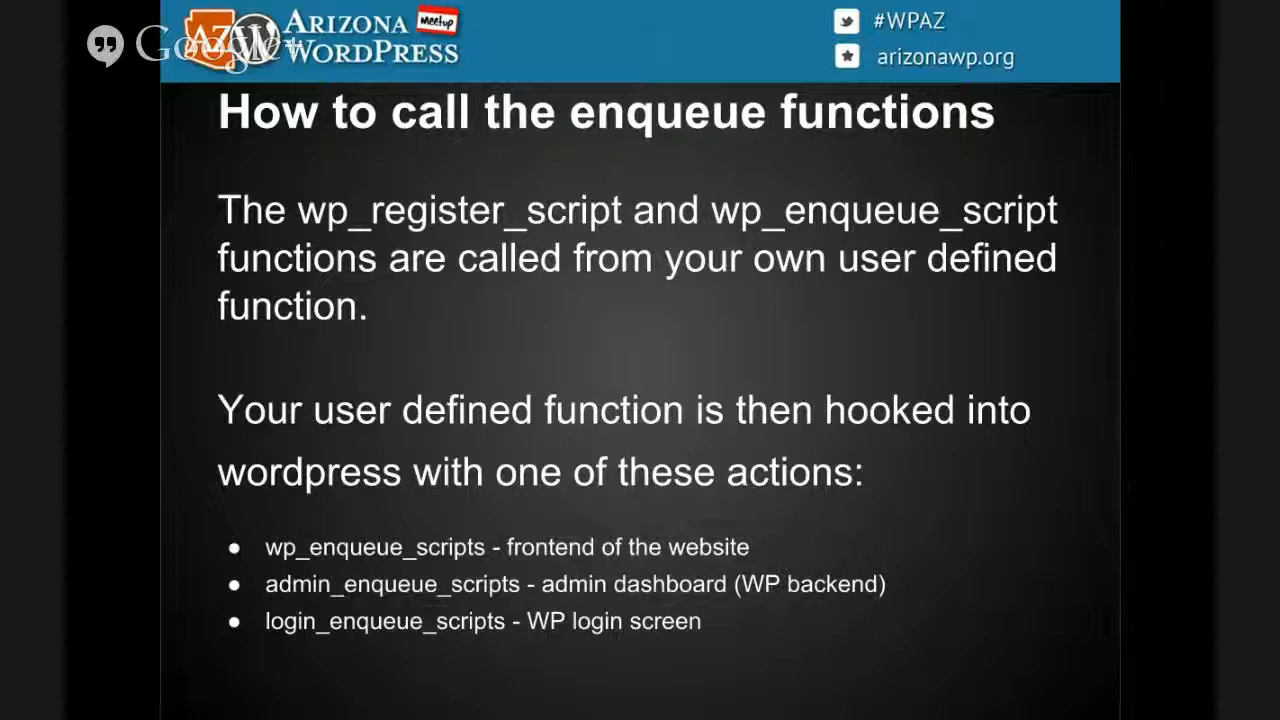 Google+
AZ
ARIZONA
WORDPRESS
Meetup
#WPAZ
arizonawp.org
How to call the enqueue functions
The wp_register_script and wp_enqueue_script
functions are called from your own user defined
function.
Your user defined function is then hooked into
wordpress with one of these actions:
● wp_enqueue_scripts - frontend of the website
● admin_enqueue_scripts - admin dashboard (WP backend)
● login_enqueue_scripts - WP login screen